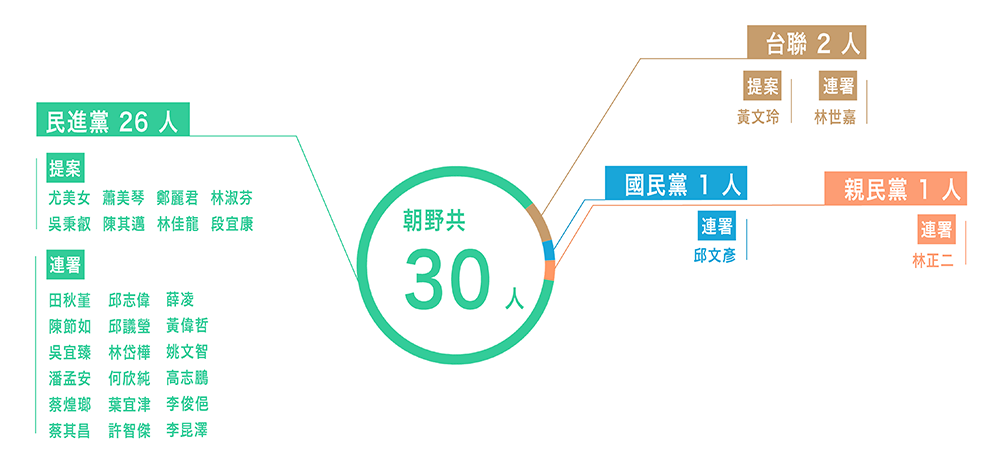 民進黨 26 人
提案
尤美女 蕭美琴 鄭麗君 林淑芬
吳秉叡 陳其邁 林佳龍 段宜康
連署
田秋堇 邱志偉 薛凌
陳節如 邱議瑩 黃偉哲
吳宜臻 林岱樺 姚文智
潘孟安 何欣純 高志鵬
蔡煌瑯 葉宜津 李俊俋
蔡其昌 許智傑 李昆澤
朝野共
30 人
台聯 2 人
提案 連署
黃文玲 林世嘉
國民黨 1 人
連署
邱文彥
親民黨 1 人
連署
林正二